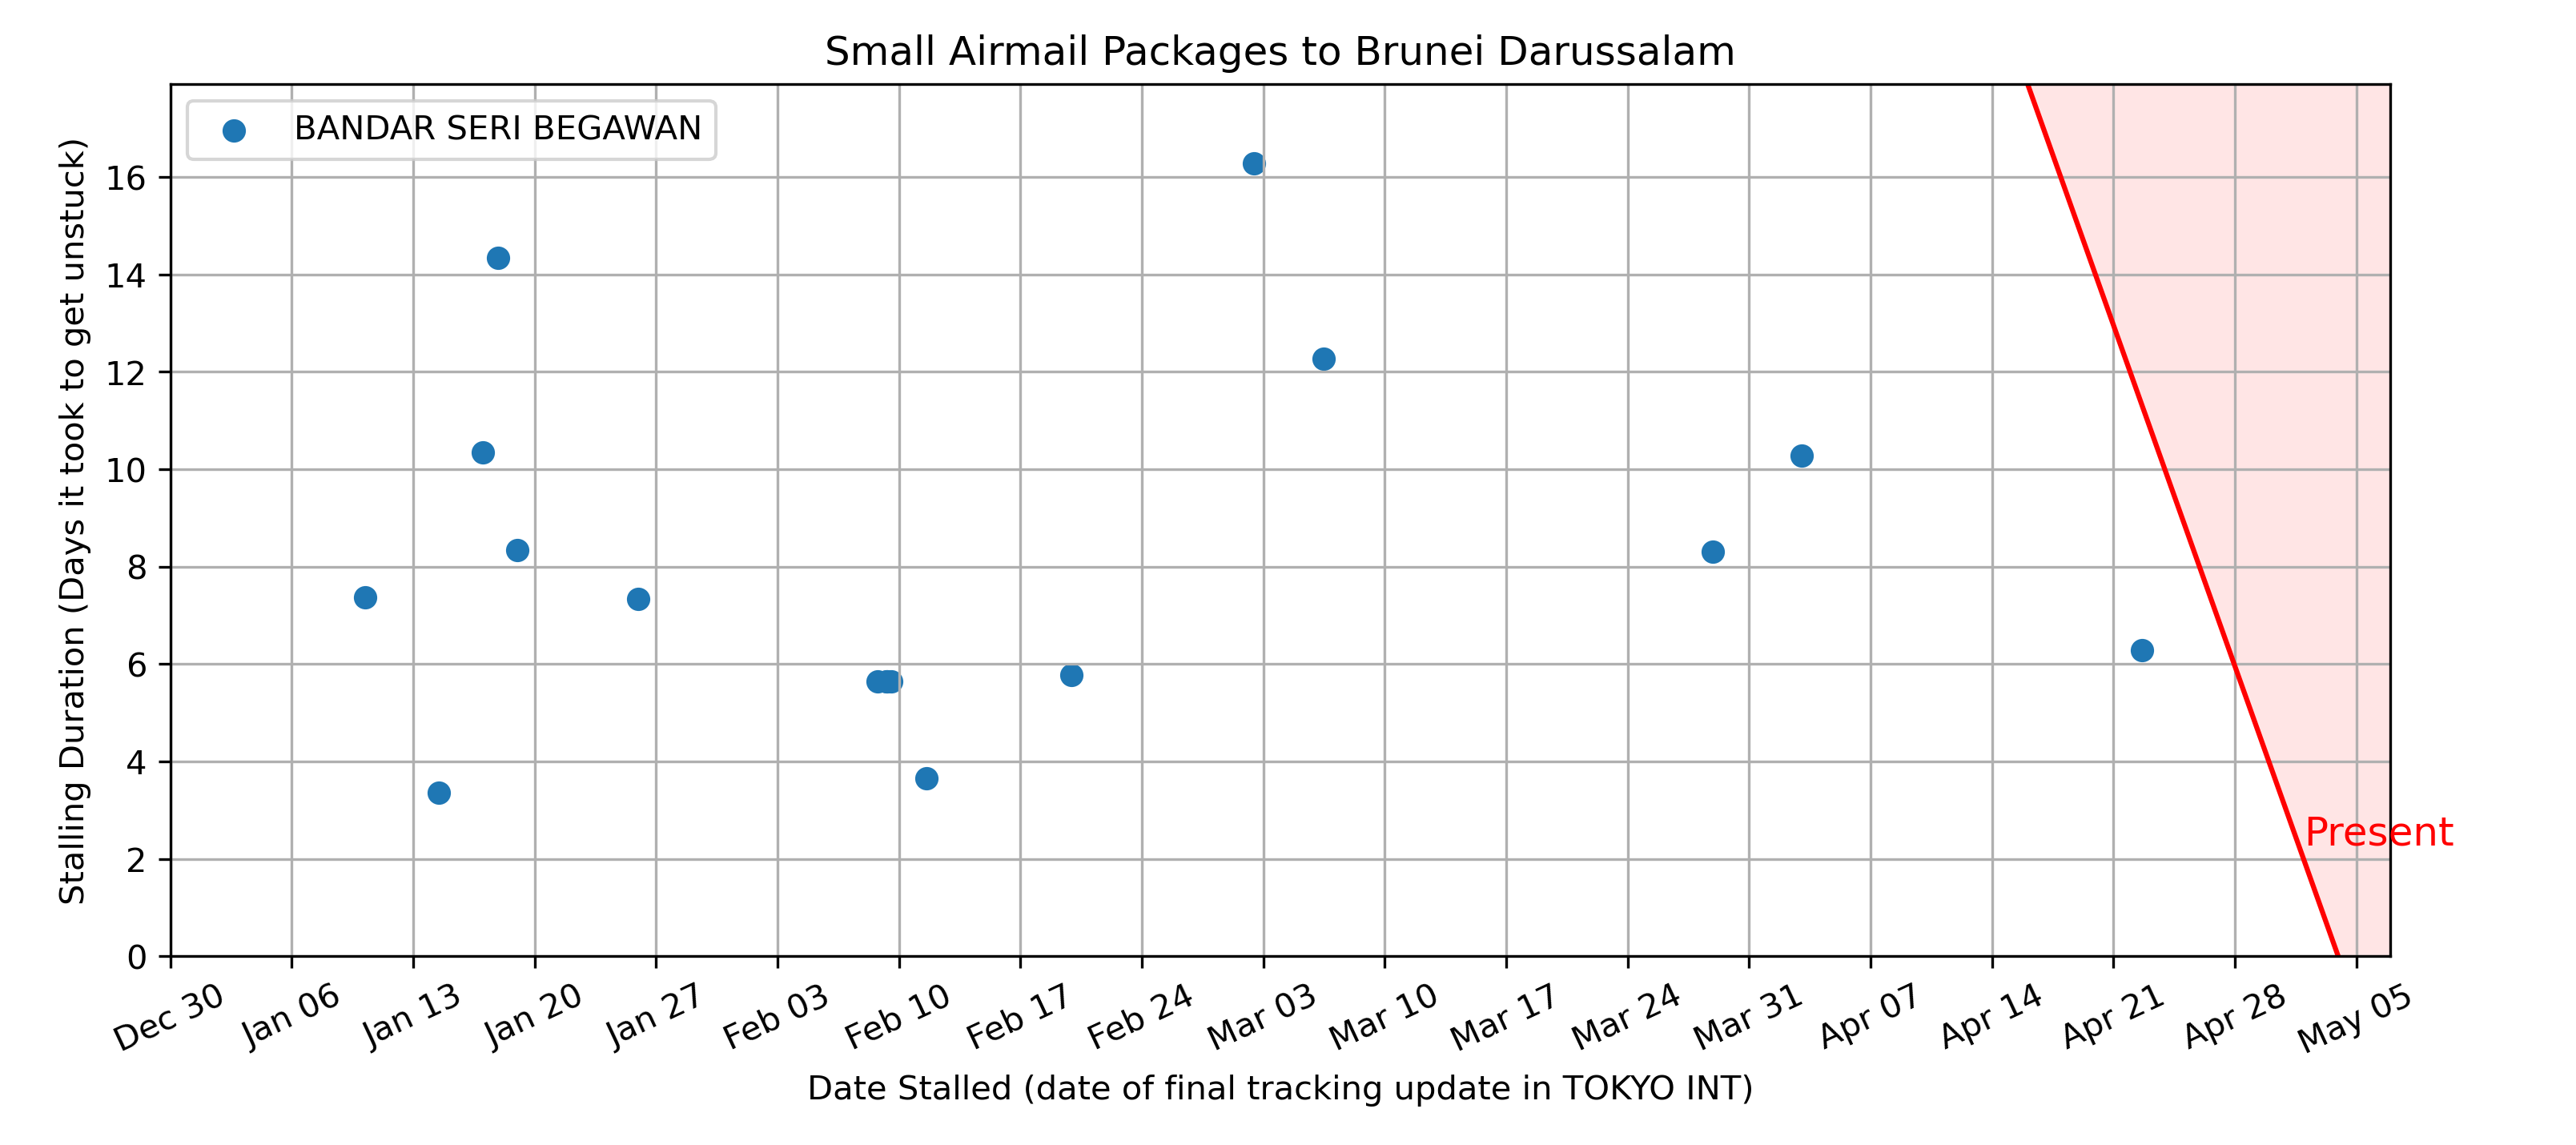 Small Airmail Packages to Brunei Darussalam
BANDAR SERI BEGAWAN
Stalling Duration (Days it took to get unstuck)
16
14
12
10
8
6
4
2
0
Present
Dec 30
Jan 06
Jan 13
Jan 20
Jan 27
Feb 03
Feb 10
Feb 17
Feb 24
Mar 03
Mar 10
Mar 17
Mar 24
Mar 31
Apr 07
Apr 14
Apr 21
Apr 28
May 05
Date Stalled (date of final tracking update in TOKYO INT)